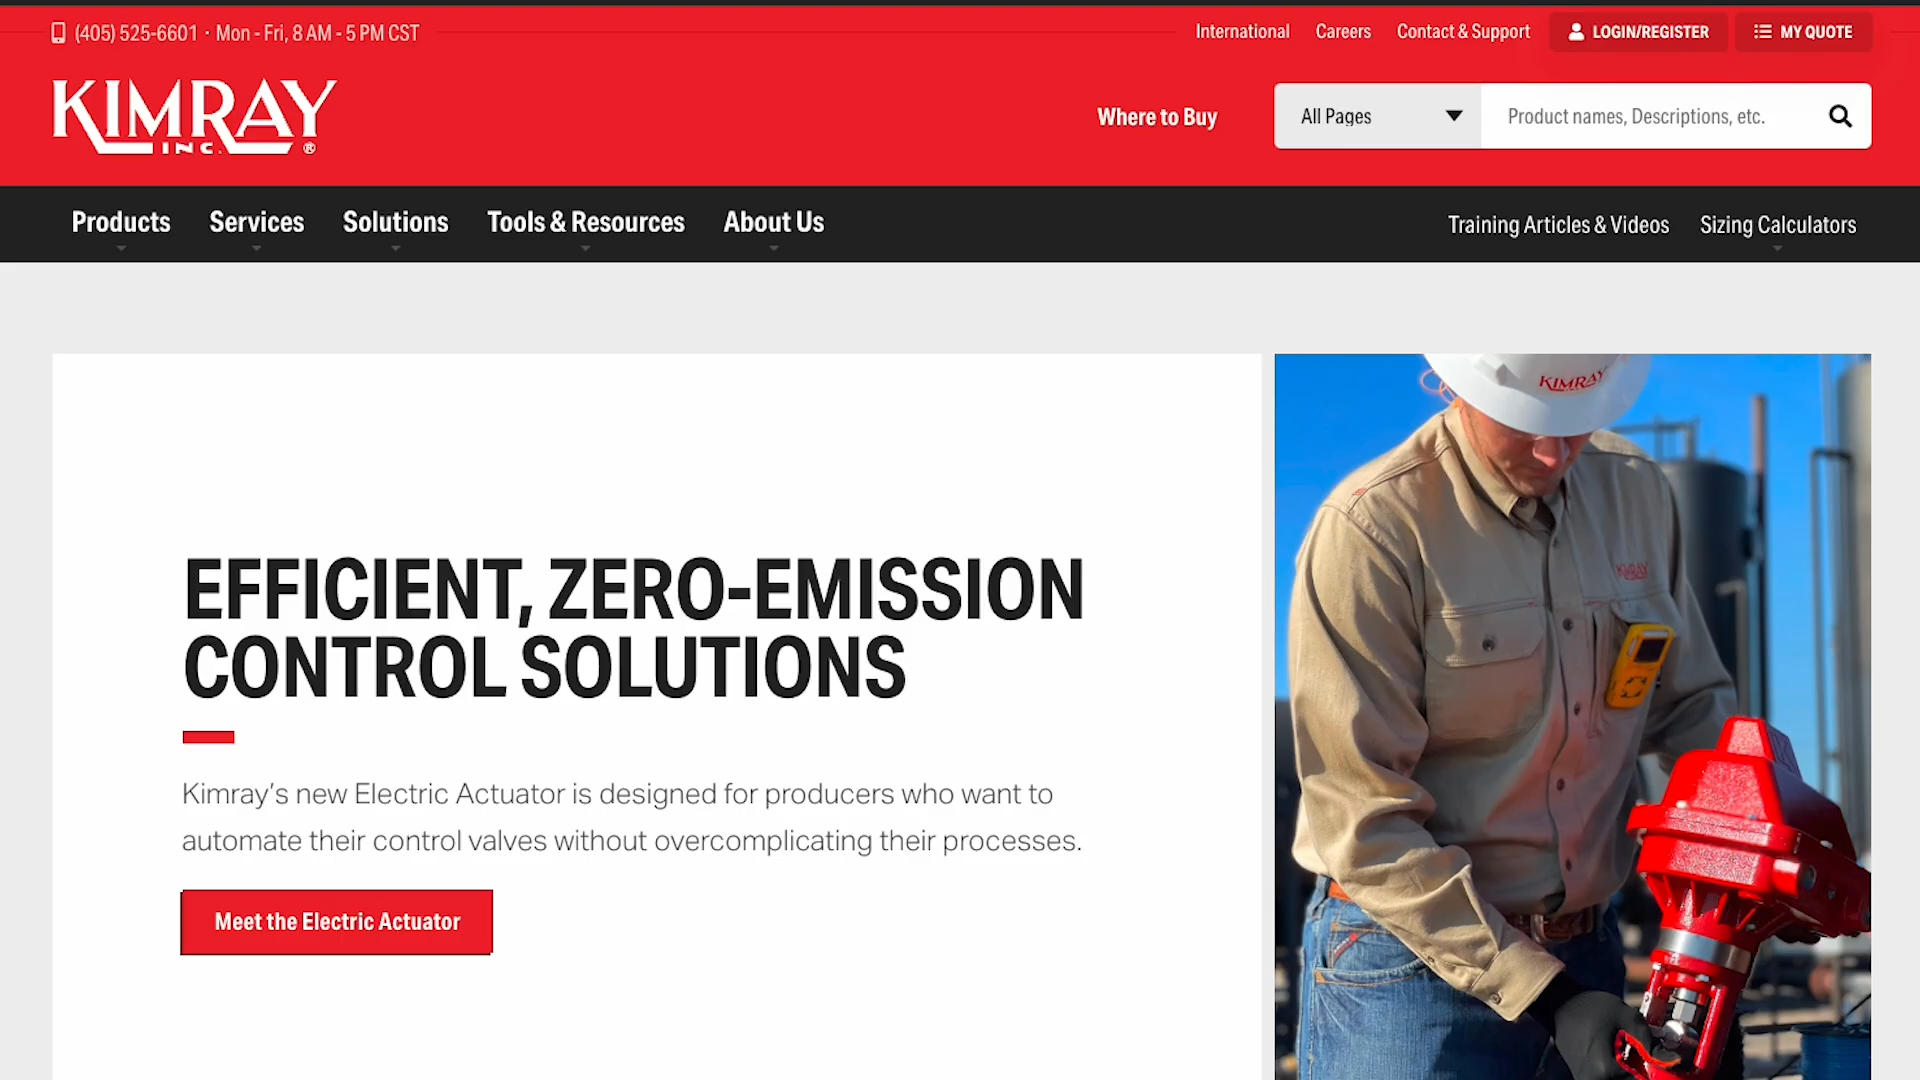 (405) 525-6601 · Mon - Fri, 8 AM - 5 PM CST
International
Careers
Contact & Support
LOGIN/REGISTER
MY QUOTE
KIMRAY
INC.®
Where to Buy
All Pages
Product names, Descriptions, etc.
Products
Services
Solutions
Tools & Resources
About Us
Training Articles & Videos
Sizing Calculators
EFFICIENT, ZERO-EMISSION
CONTROL SOLUTIONS
Kimray’s new Electric Actuator is designed for producers who want to
automate their control valves without overcomplicating their processes.
Meet the Electric Actuator
KIMRAY
KIMRAY